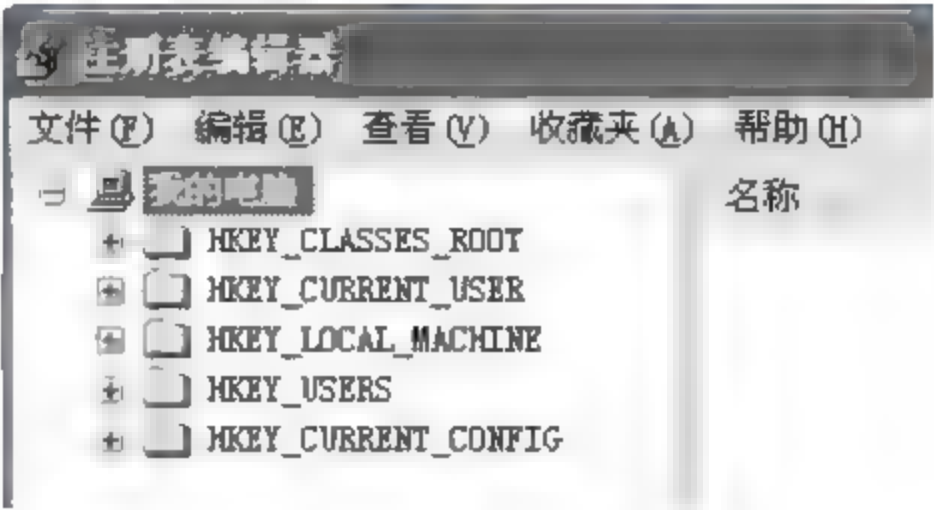 注册表编辑器
文件(F) 编辑(E) 查看(V) 收藏夹(A) 帮助(H)
我的电脑 名称
HKEY_CLASSES_ROOT
HKEY_CURRENT_USER
HKEY_LOCAL_MACHINE
HKEY_USERS
HKEY_CURRENT_CONFIG